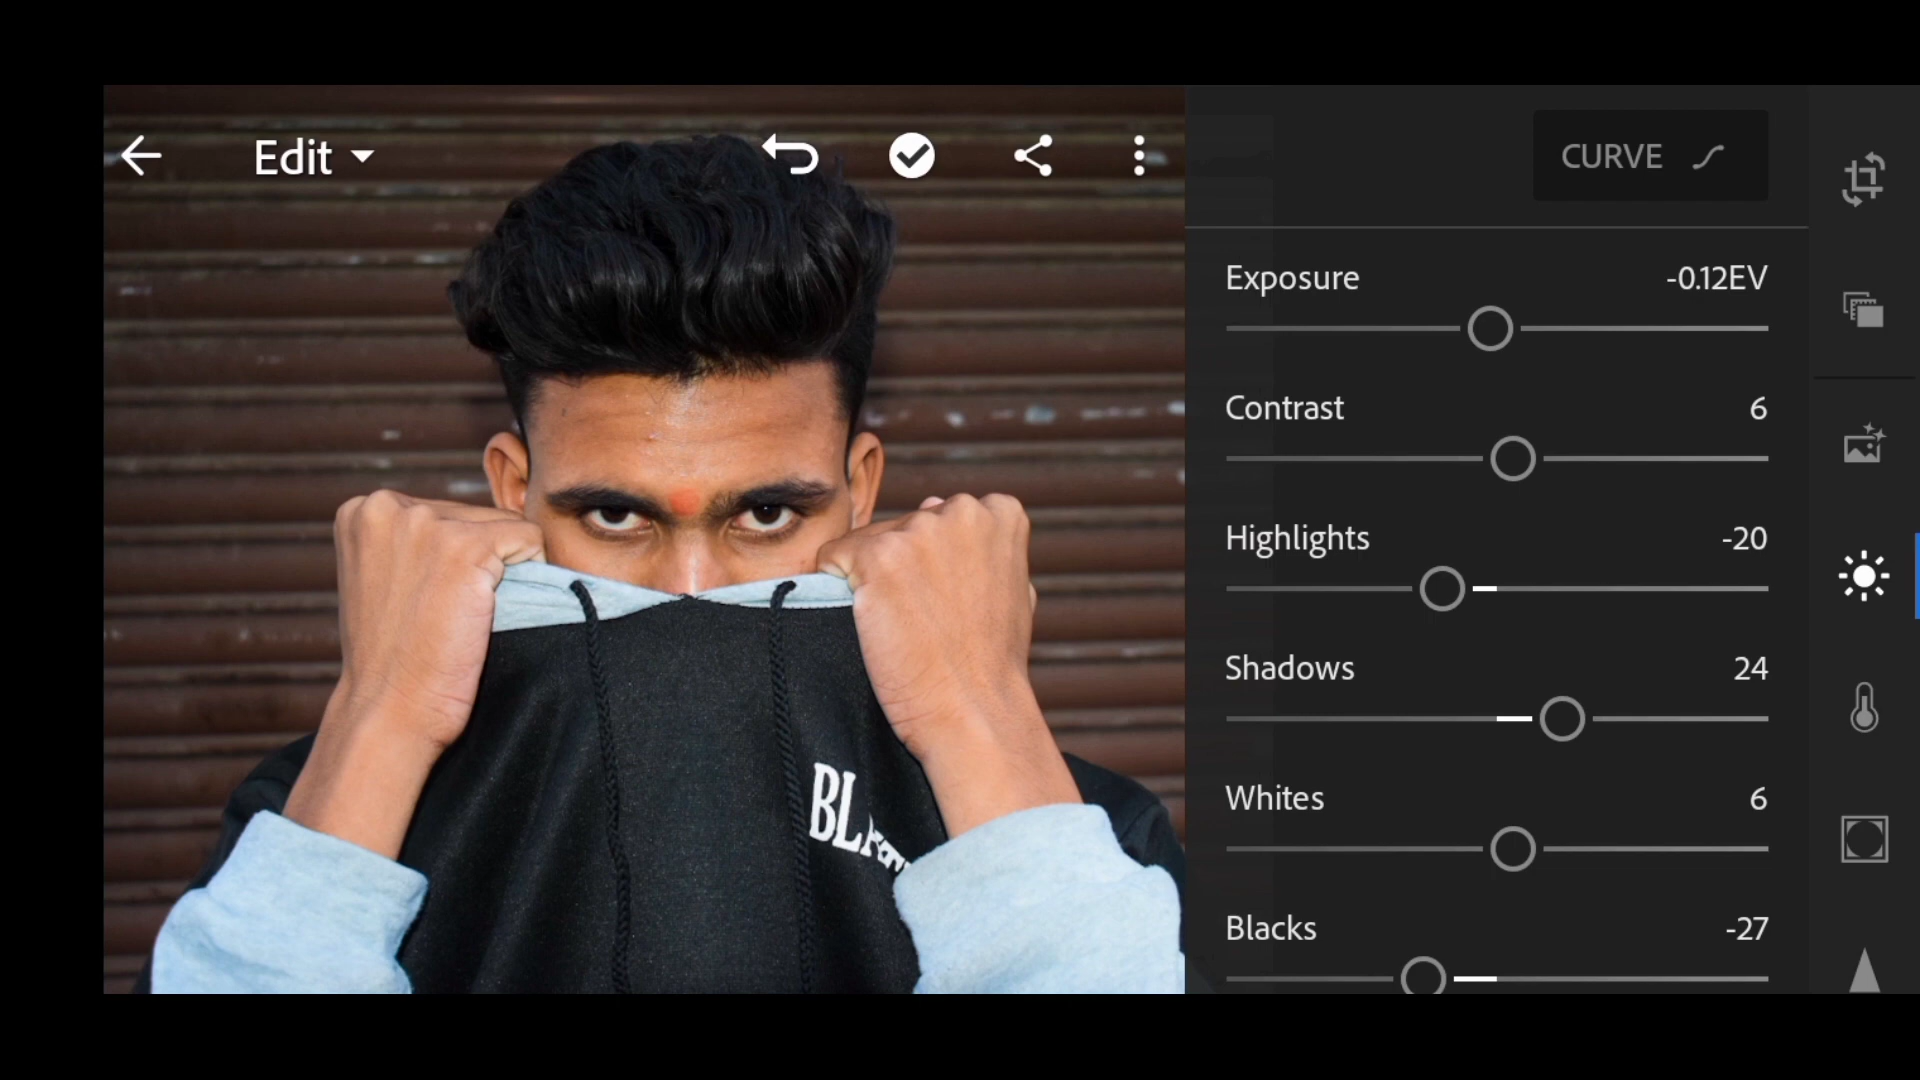 Edit
CURVE
Exposure -0.12EV
Contrast 6
Highlights -20
Shadows 24
Whites 6
Blacks -27